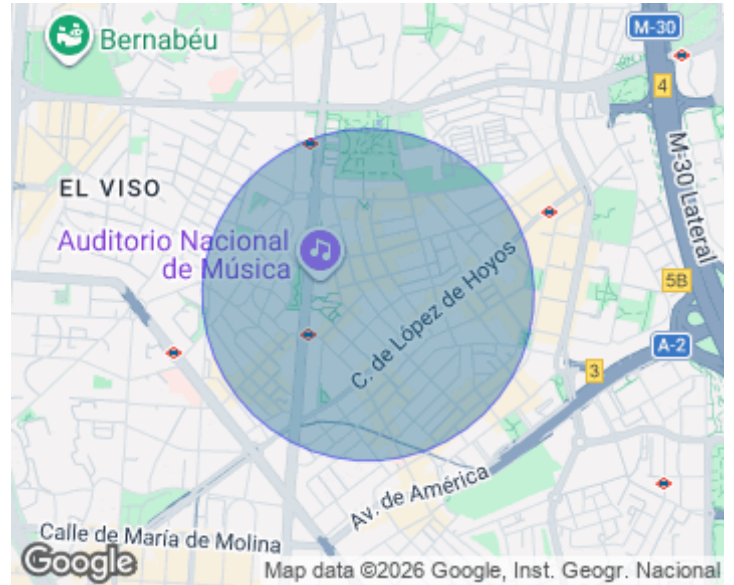 Bernabéu
M-30
4
M-30 Lateral
EL VISO
Auditorio Nacional
de Música
C. de López de Hoyos
5B
A-2
3
Av. de América
Calle de María de Molina
Google
Map data ©2026 Google, Inst. Geogr. Nacional